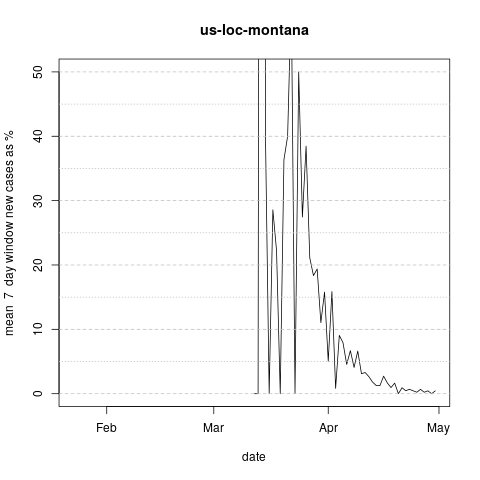 us-loc-montana
mean 7 day window new cases as %
50
40
30
20
10
0
Feb
Mar
Apr
May
date